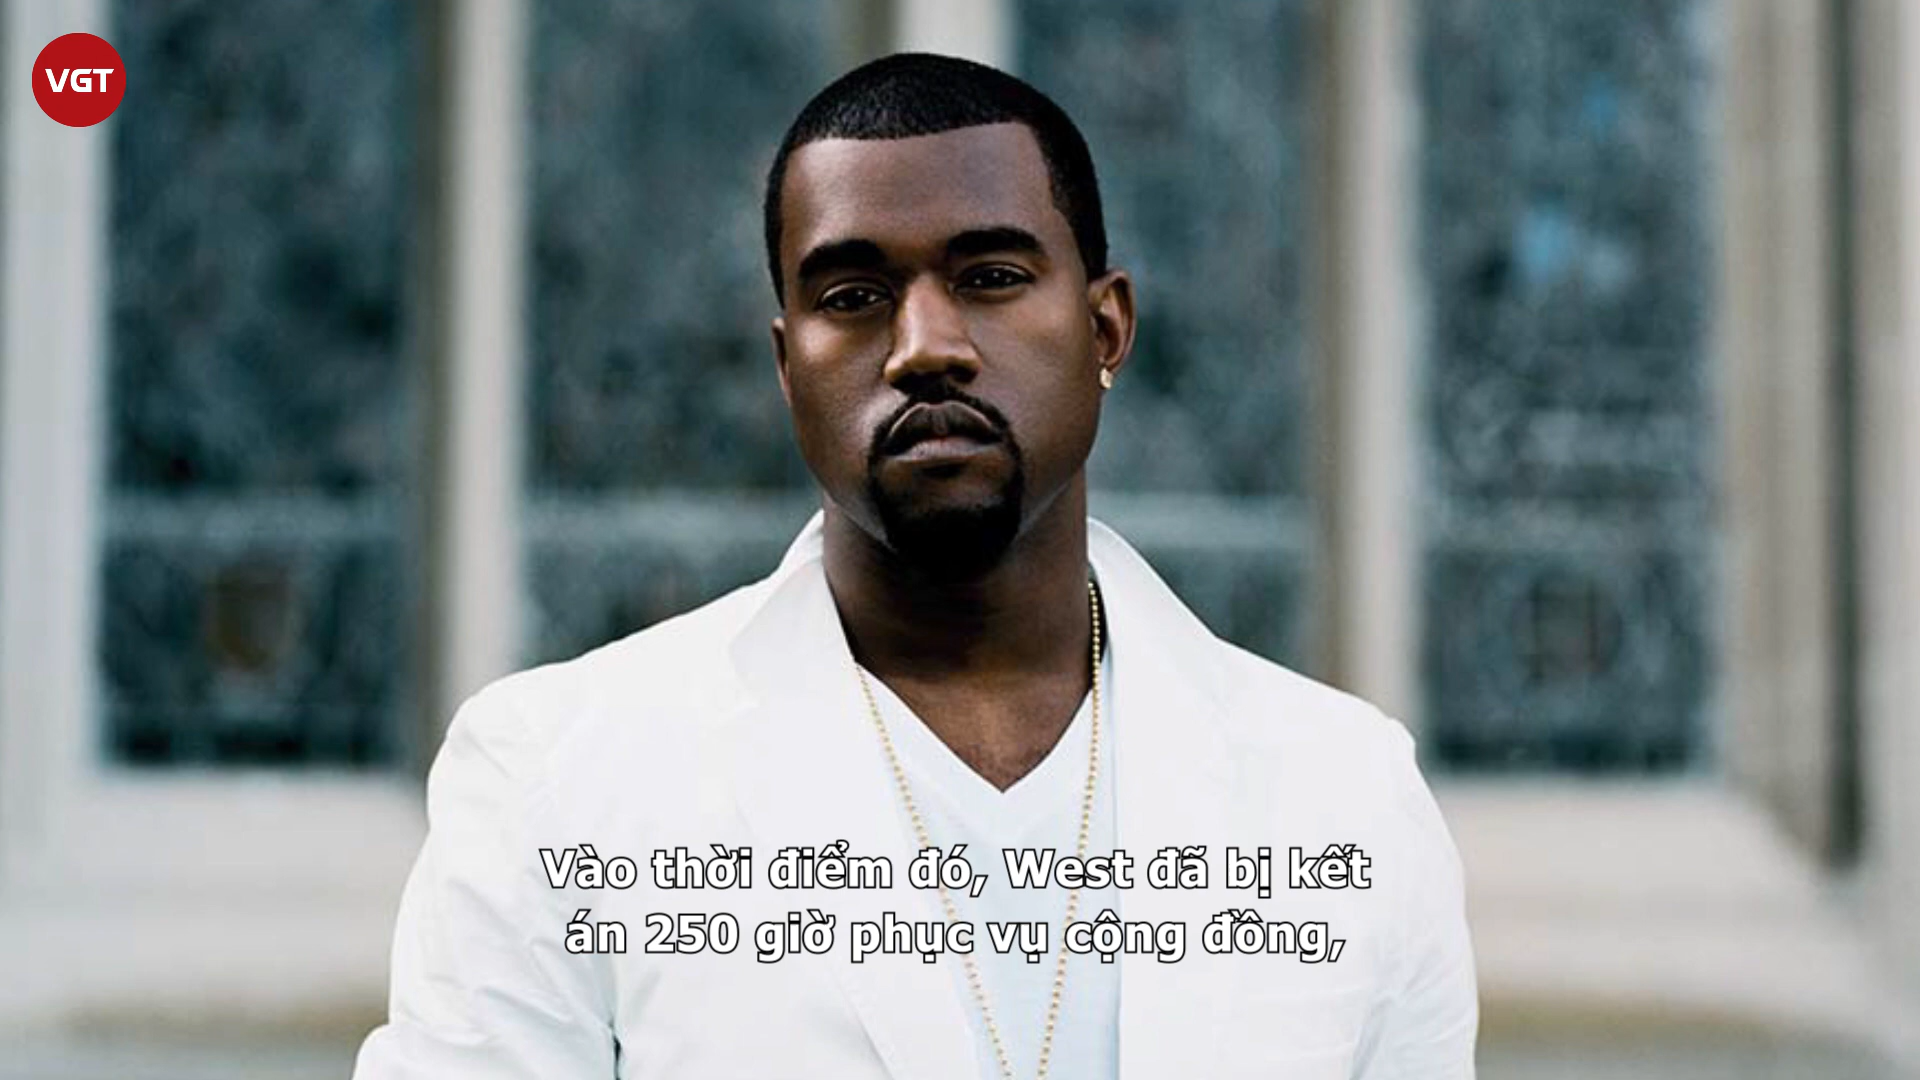 VGT
Vào thời điểm đó, West đã bị kết
án 250 giờ phục vụ cộng đồng,